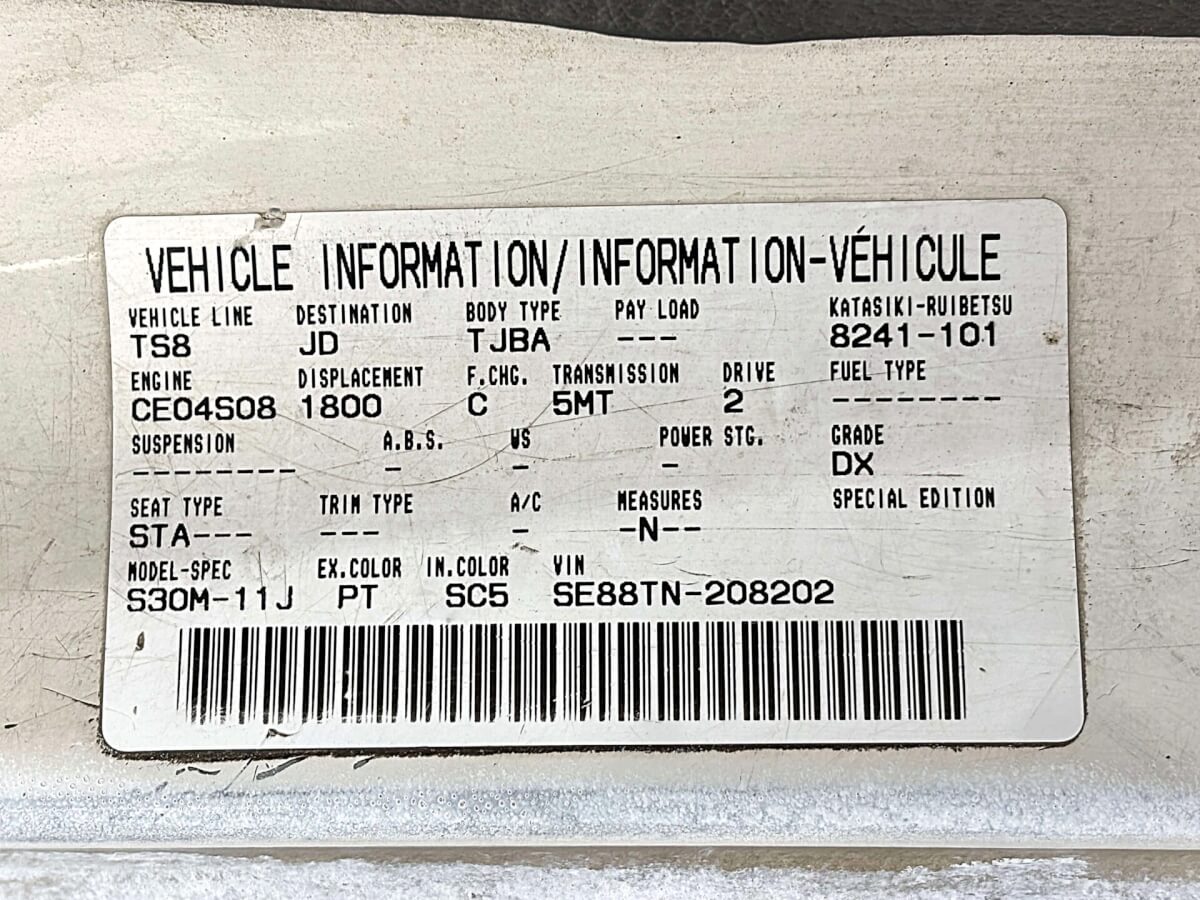 VEHICLE INFORMATION/INFORMATION-VÉHICULE
VEHICLE LINE DESTINATION BODY TYPE PAY LOAD KATASIKI-RUIBETSU
TS8 JD TJBA --- 8241-101
ENGINE DISPLACEMENT F.CHG. TRANSMISSION DRIVE FUEL TYPE
CE04S08 1800 C 5MT 2 --------
SUSPENSION A.B.S. WS POWER STG. GRADE
-------- - - - DX
SEAT TYPE TRIM TYPE A/C MEASURES SPECIAL EDITION
STA--- --- - -N--
MODEL-SPEC EX.COLOR IN.COLOR VIN
S30M-11J PT SC5 SE88TN-208202